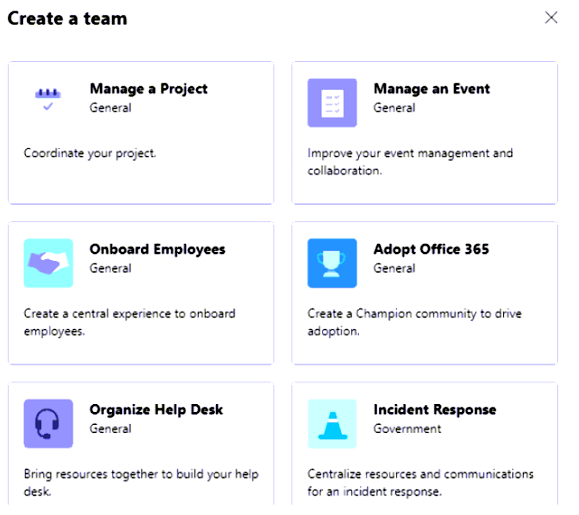 Create a team
Manage a Project
General
Coordinate your project.
Manage an Event
General
Improve your event management and
collaboration.
Onboard Employees
General
Create a central experience to onboard
employees.
Adopt Office 365
General
Create a Champion community to drive
adoption.
Organize Help Desk
General
Bring resources together to build your help
desk.
Incident Response
Government
Centralize resources and communications
for an incident response.